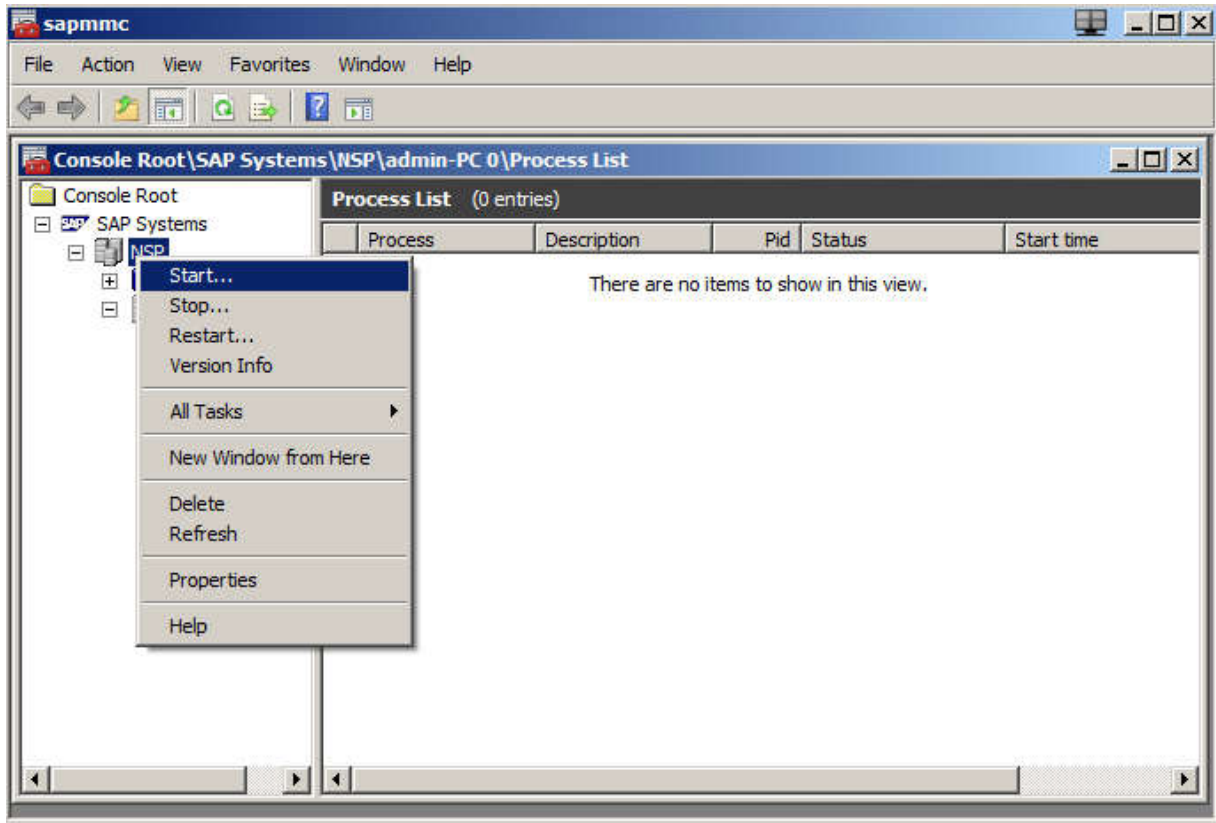 sapmmc
File Action View Favorites Window Help
Console Root\SAP Systems\NSP\admin-PC 0\Process List
Console Root
SAP Systems
NSP
Process List (0 entries)
Process Description Pid Status Start time
There are no items to show in this view.
Start...
Stop...
Restart...
Version Info
All Tasks
New Window from Here
Delete
Refresh
Properties
Help